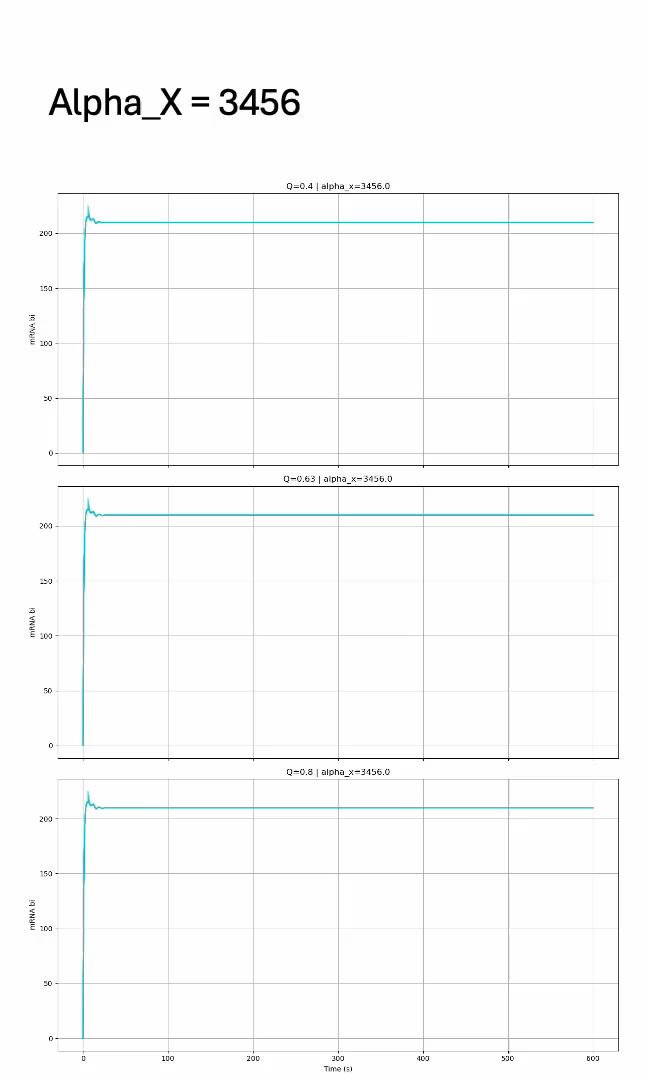 Alpha_X = 3456
Q=0.4 | alpha_x=3456.0
200
150
mRNA bi
100
50
0
Q=0.63 | alpha_x=3456.0
200
150
mRNA bi
100
50
0
Q=0.8 | alpha_x=3456.0
200
150
mRNA bi
100
50
0
0 100 200 300 400 500 600
Time (s)